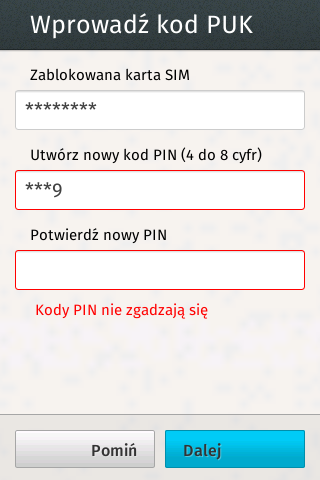 Wprowadź kod PUK
Zablokowana karta SIM
********
Utwórz nowy kod PIN (4 do 8 cyfr)
***9
Potwierdź nowy PIN
Kody PIN nie zgadzają się
Pomiń
Dalej